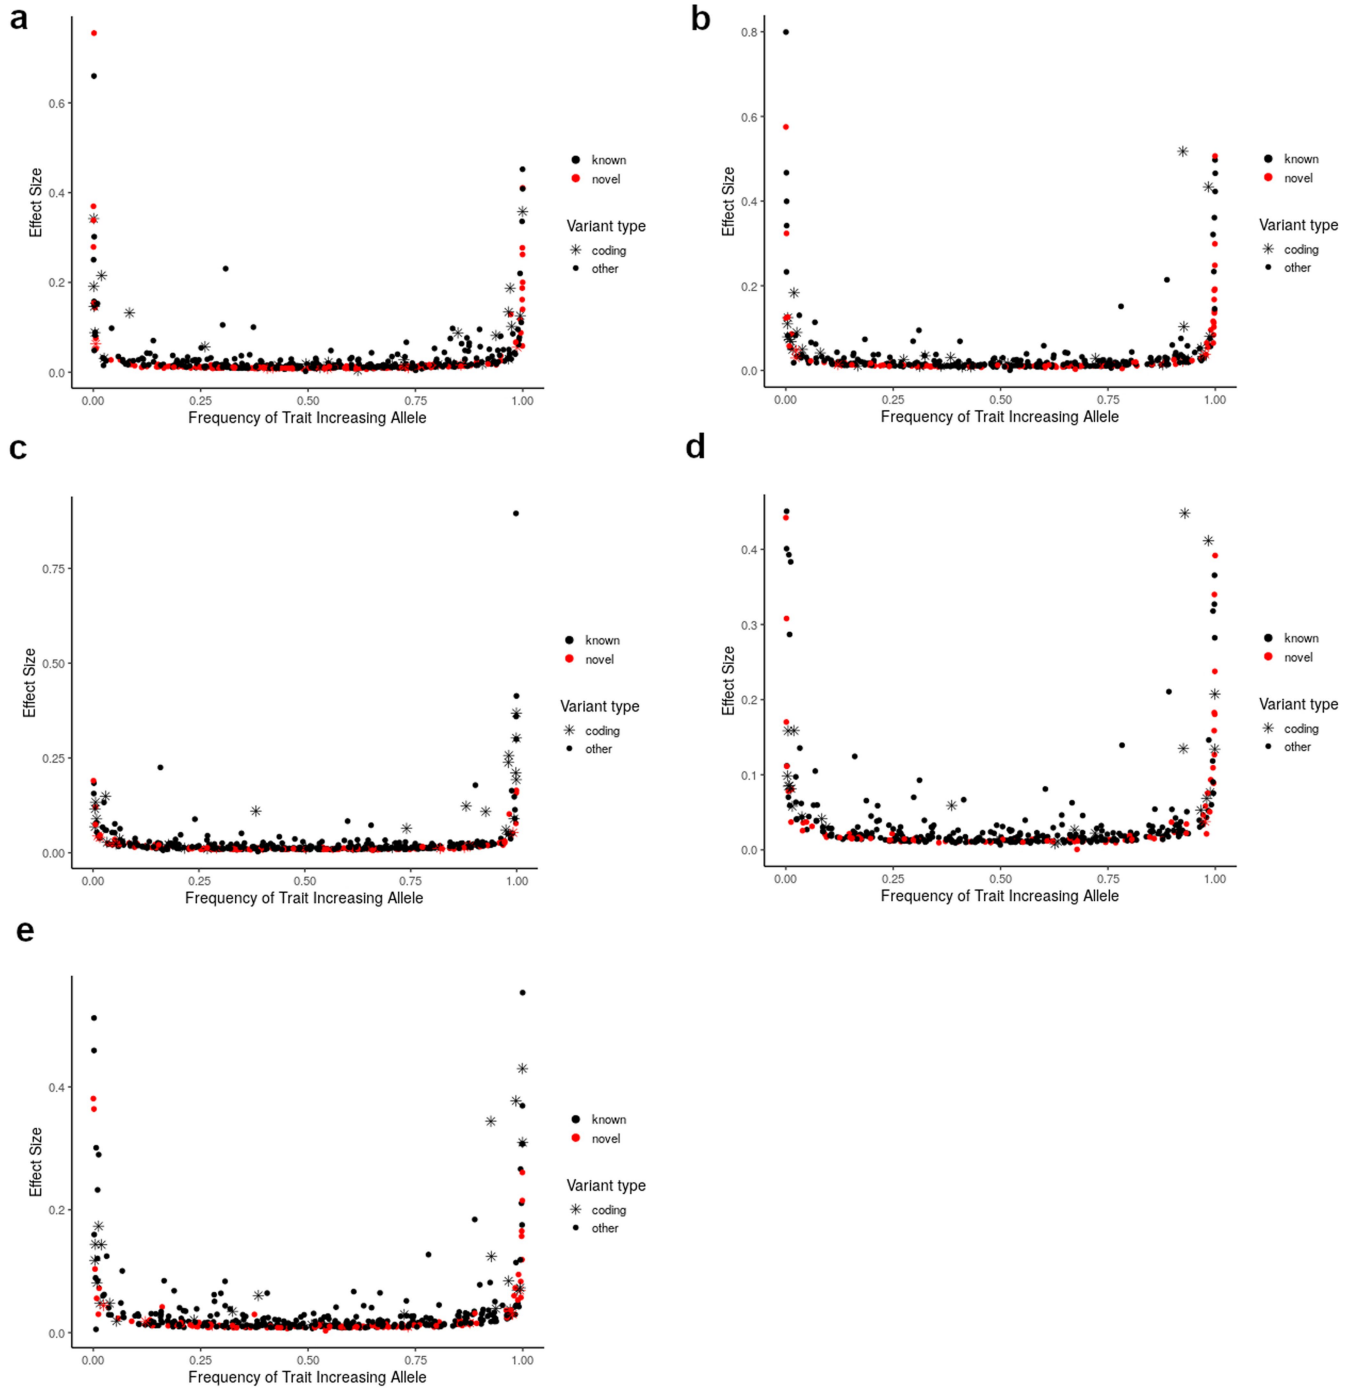 a
0.6
0.4
0.2
0.0
Effect Size
0.00 0.25 0.50 0.75 1.00
Frequency of Trait Increasing Allele
known
novel
Variant type
coding
other
b
0.8
0.6
0.4
0.2
0.0
Effect Size
0.00 0.25 0.50 0.75 1.00
Frequency of Trait Increasing Allele
known
novel
Variant type
coding
other
c
0.75
0.50
0.25
0.00
Effect Size
0.00 0.25 0.50 0.75 1.00
Frequency of Trait Increasing Allele
known
novel
Variant type
coding
other
d
0.4
0.3
0.2
0.1
0.0
Effect Size
0.00 0.25 0.50 0.75 1.00
Frequency of Trait Increasing Allele
known
novel
Variant type
coding
other
e
0.4
0.2
0.0
Effect Size
0.00 0.25 0.50 0.75 1.00
Frequency of Trait Increasing Allele
known
novel
Variant type
coding
other